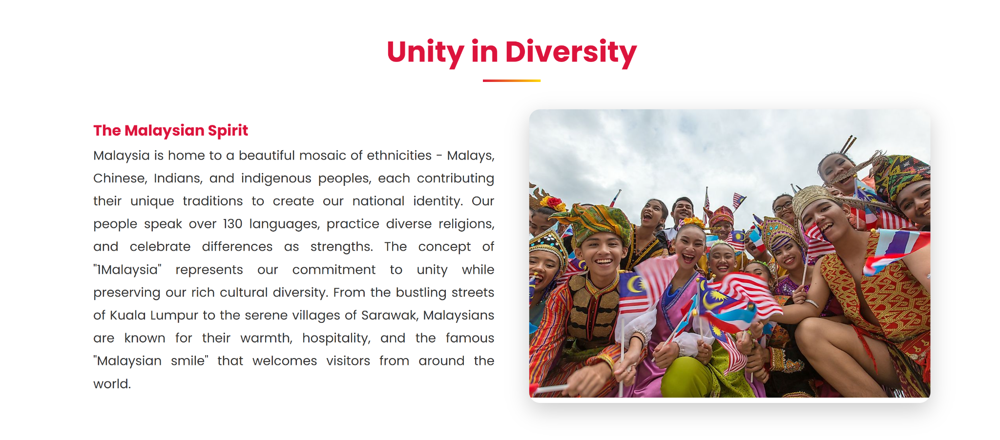 Unity in Diversity
The Malaysian Spirit
Malaysia is home to a beautiful mosaic of ethnicities - Malays,
Chinese, Indians, and indigenous peoples, each contributing
their unique traditions to create our national identity. Our
people speak over 130 languages, practice diverse religions,
and celebrate differences as strengths. The concept of
"1Malaysia" represents our commitment to unity while
preserving our rich cultural diversity. From the bustling streets
of Kuala Lumpur to the serene villages of Sarawak, Malaysians
are known for their warmth, hospitality, and the famous
"Malaysian smile" that welcomes visitors from around the
world.